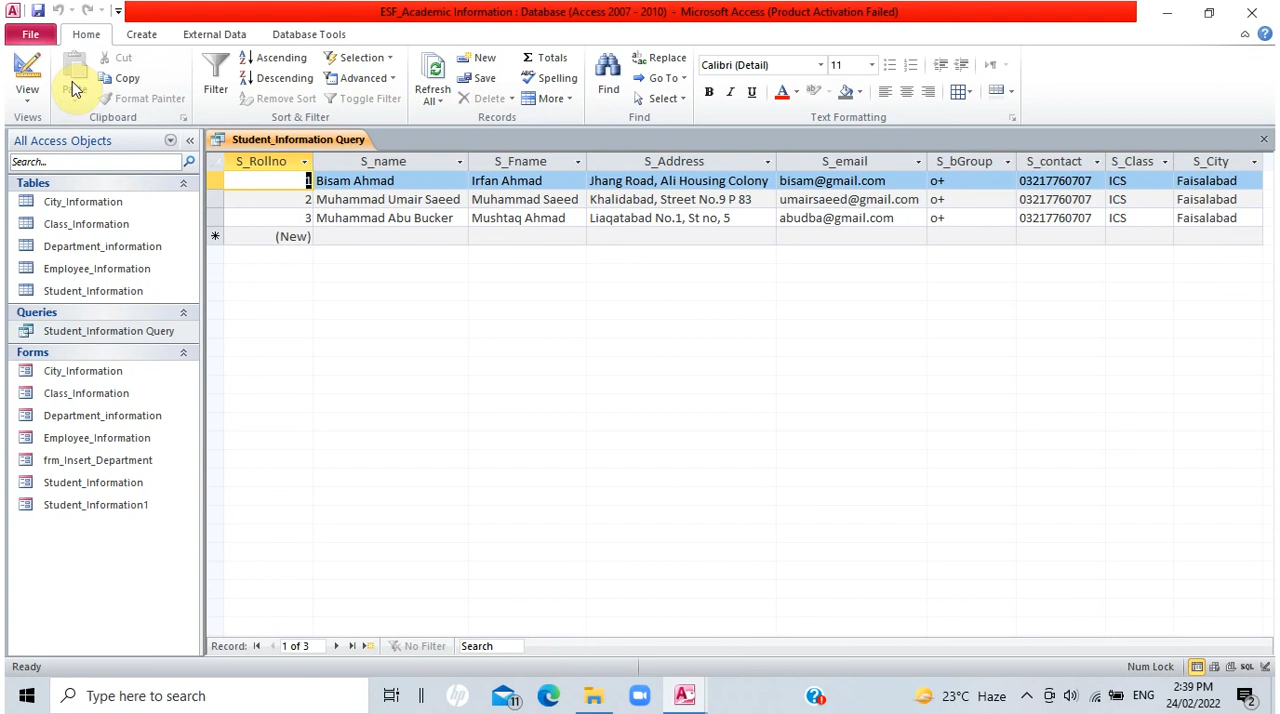 ESF_Academic Information : Database (Access 2007 - 2010) - Microsoft Access (Product Activation Failed)
File Home Create External Data Database Tools
View
Cut
Copy
Format Painter
Filter
Ascending
Descending
Remove Sort
Selection
Advanced
Toggle Filter
Refresh All
New
Save
Delete
Totals
Spelling
More
Find
Replace
Go To
Select
Calibri (Detail) 11
B I U A
Views Clipboard Sort & Filter Records Find Text Formatting
All Access Objects
Search...
Tables
City_Information
Class_Information
Department_information
Employee_Information
Student_Information
Queries
Student_Information Query
Forms
City_Information
Class_Information
Department_information
Employee_Information
frm_Insert_Department
Student_Information
Student_Information1
Student_Information Query
S_Rollno S_name S_Fname S_Address S_email S_bGroup S_contact S_Class S_City
1 Bisam Ahmad Irfan Ahmad Jhang Road, Ali Housing Colony bisam@gmail.com o+ 03217760707 ICS Faisalabad
2 Muhammad Umair Saeed Muhammad Saeed Khalidabad, Street No.9 P 83 umairsaeed@gmail.com o+ 03217760707 ICS Faisalabad
3 Muhammad Abu Bucker Mushtaq Ahmad Liaqatabad No.1, St no, 5 abudba@gmail.com o+ 03217760707 ICS Faisalabad
* (New)
Record: 1 of 3 No Filter Search
Ready Num Lock SQL
Type here to search 11 23°C Haze ENG 2:39 PM
24/02/2022 2